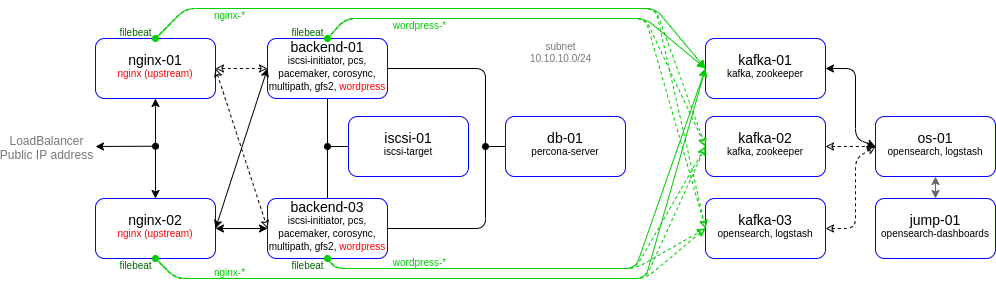 nginx-*
wordpress-*
filebeat
filebeat
nginx-01
nginx (upstream)
backend-01
iscsi-initiator, pcs,
pacemaker, corosync,
multipath, gfs2, wordpress
subnet
10.10.10.0/24
kafka-01
kafka, zookeeper
LoadBalancer
Public IP address
iscsi-01
iscsi-target
db-01
percona-server
kafka-02
kafka, zookeeper
os-01
opensearch, logstash
nginx-02
nginx (upstream)
backend-03
iscsi-initiator, pcs,
pacemaker, corosync,
multipath, gfs2, wordpress
kafka-03
opensearch, logstash
jump-01
opensearch-dashboards
filebeat
filebeat
nginx-*
wordpress-*